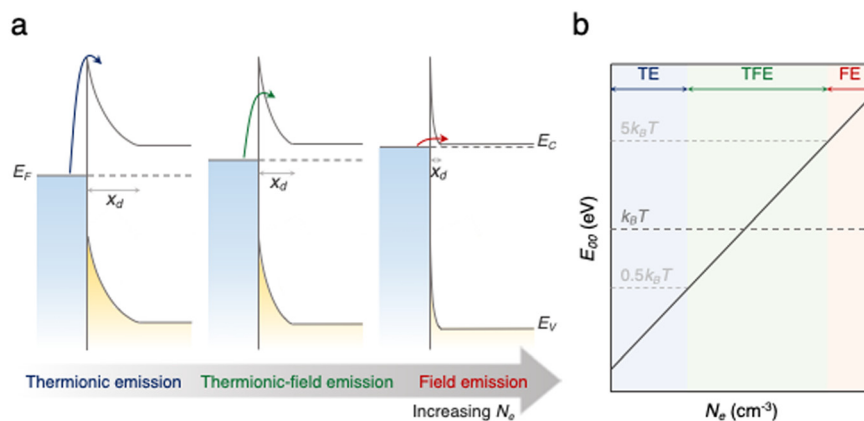 a
b
E_F
x_d
x_d
x_d
E_C
E_V
Thermionic emission
Thermionic-field emission
Field emission
Increasing N_e
TE
TFE
FE
5k_BT
k_BT
0.5k_BT
E_00 (eV)
N_e (cm⁻³)